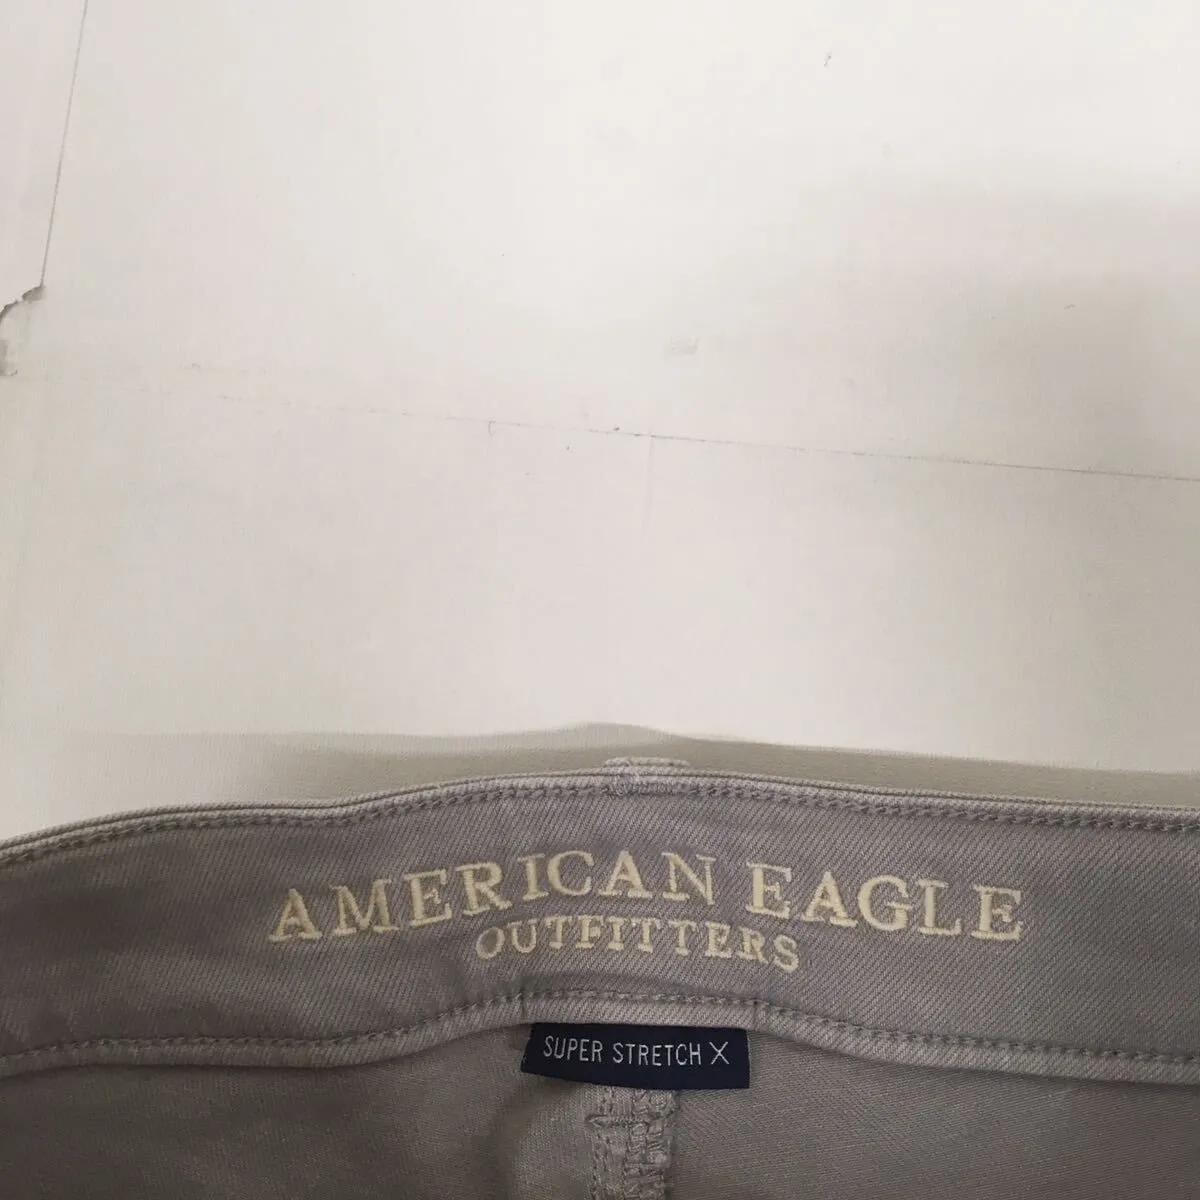 AMERICAN EAGLE
OUTFITTERS
SUPER STRETCH X